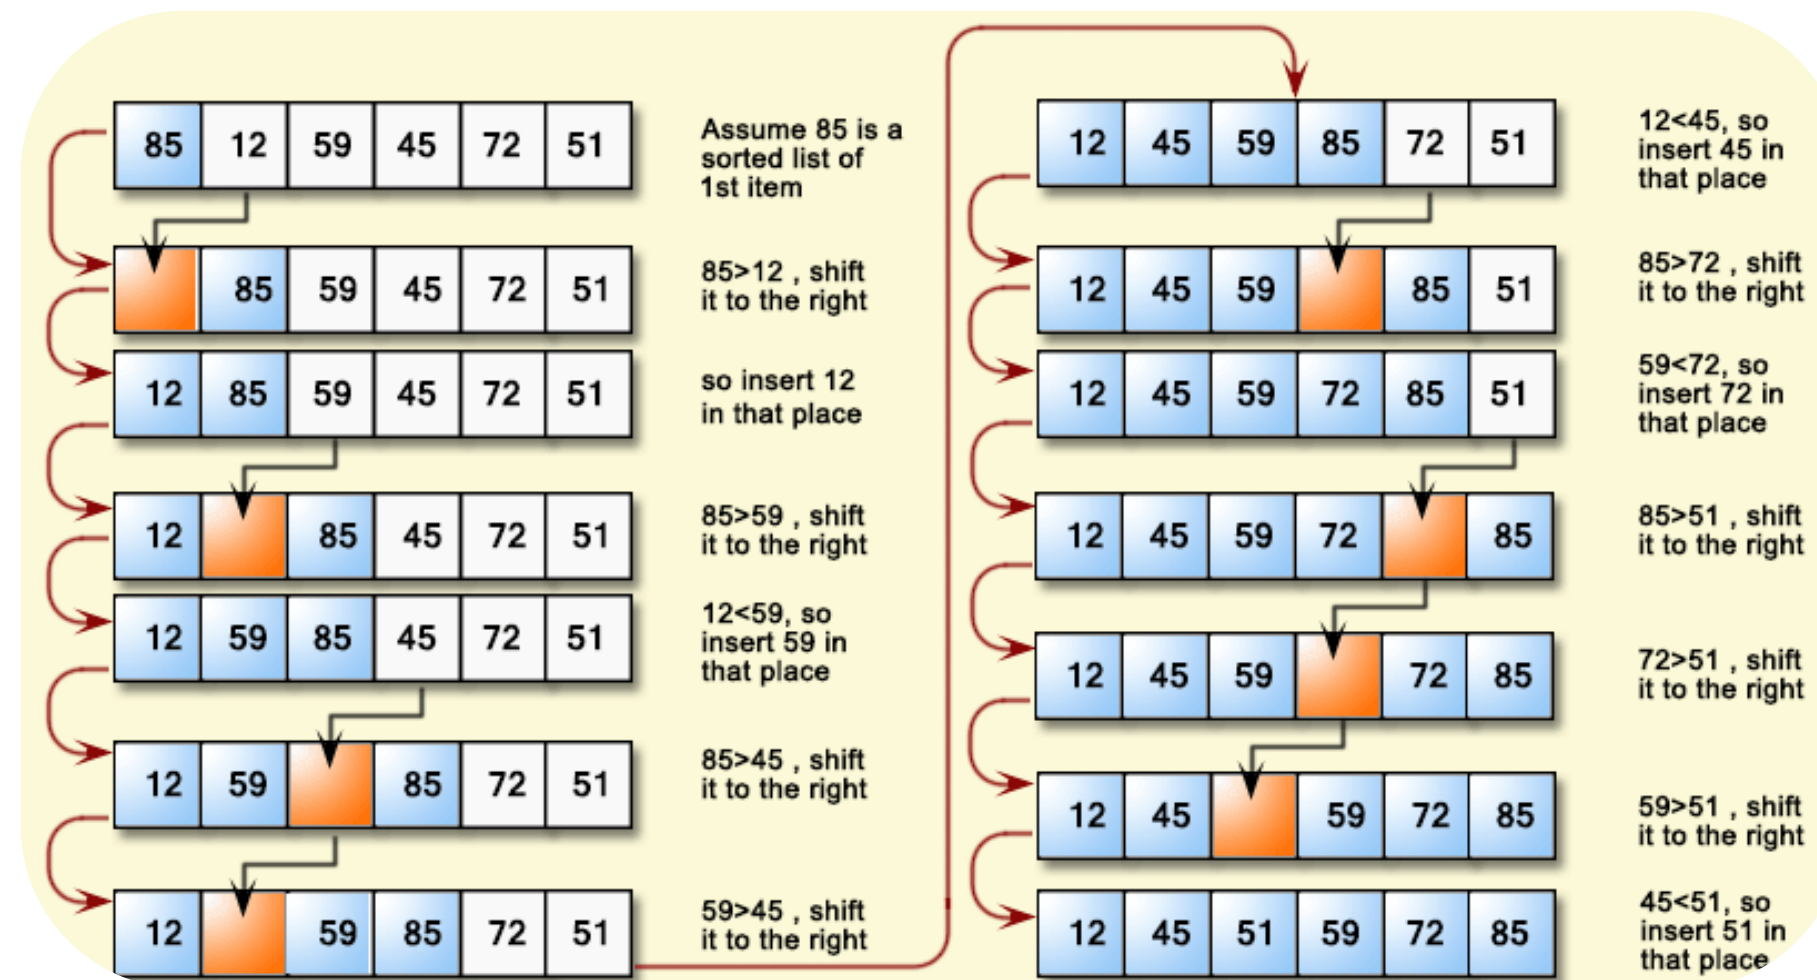 85 12 59 45 72 51
Assume 85 is a
sorted list of
1st item
85 59 45 72 51
85>12 , shift
it to the right
12 85 59 45 72 51
so insert 12
in that place
12 85 45 72 51
85>59 , shift
it to the right
12 59 85 45 72 51
12<59, so
insert 59 in
that place
12 59 85 72 51
85>45 , shift
it to the right
12 59 85 72 51
59>45 , shift
it to the right
12 45 59 85 72 51
12<45, so
insert 45 in
that place
12 45 59 85 51
85>72 , shift
it to the right
12 45 59 72 85 51
59<72, so
insert 72 in
that place
12 45 59 72 85
85>51 , shift
it to the right
12 45 59 72 85
72>51 , shift
it to the right
12 45 59 72 85
59>51 , shift
it to the right
12 45 51 59 72 85
45<51, so
insert 51 in
that place